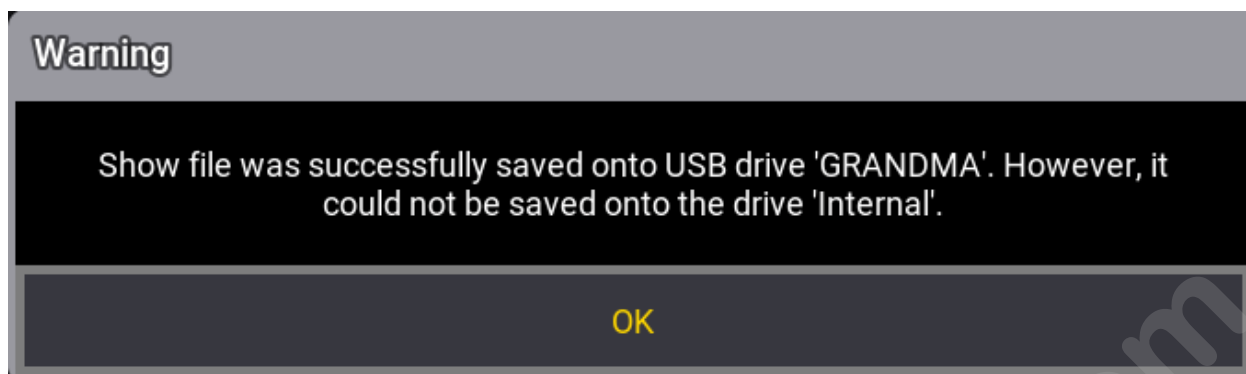 Warning
Show file was successfully saved onto USB drive 'GRANDMA'. However, it
could not be saved onto the drive 'Internal'.
OK
om